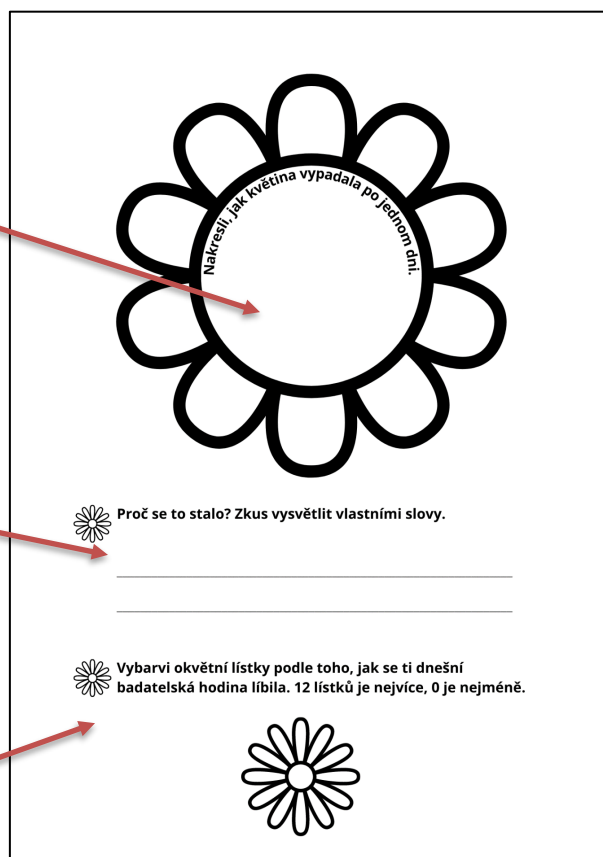 Nakresli, jak květina vypadala po jednom dni.
Proč se to stalo? Zkus vysvětlit vlastními slovy.
Vybarvi okvětní lístky podle toho, jak se ti dnešní
badatelská hodina líbila. 12 lístků je nejvíce, 0 je nejméně.